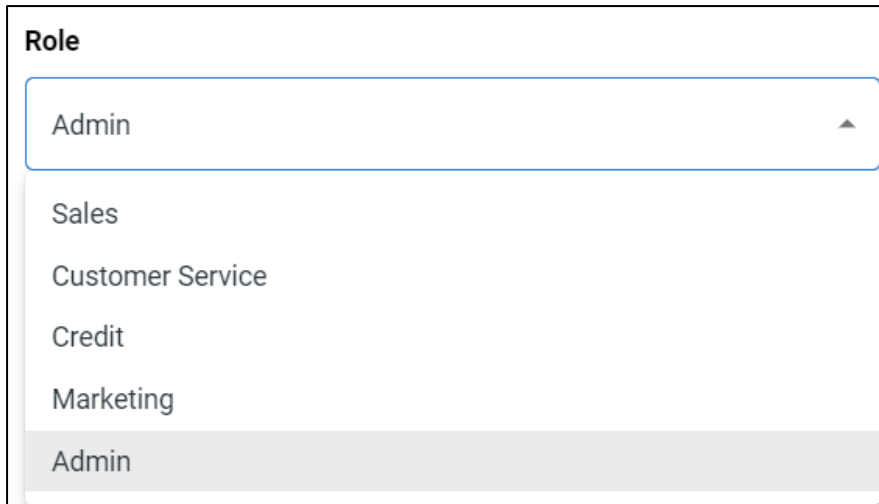 Role
Admin
Sales
Customer Service
Credit
Marketing
Admin